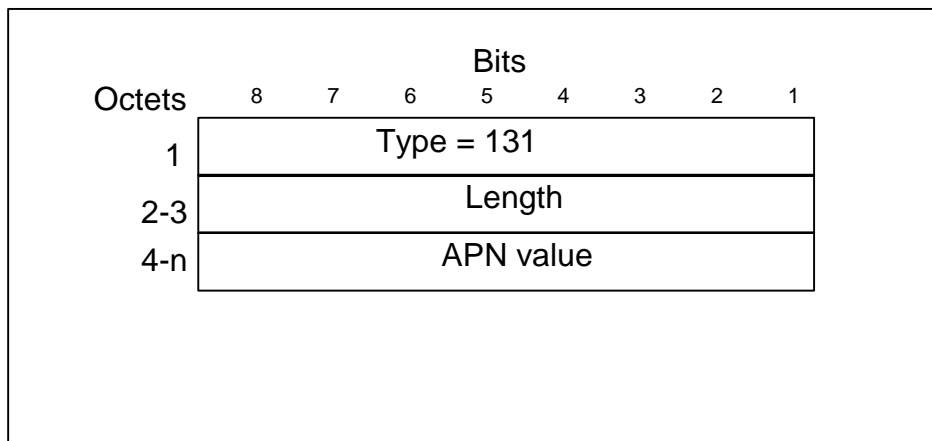 Bits
Octets 8 7 6 5 4 3 2 1
1 Type = 131
2-3 Length
4-n APN value